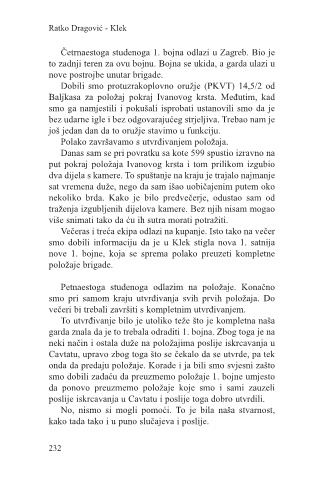 Ratko Dragović - Klek
Četrnaestoga studenoga 1. bojna odlazi u Zagreb. Bio je
to zadnji teren za ovu bojnu. Bojna se ukida, a garda ulazi u
nove postrojbe unutar brigade.
Dobili smo protuzrakoplovno oružje (PKVT) 14,5/2 od
Baljkasa za položaj pokraj Ivanovog krsta. Međutim, kad
smo ga namjestili i pokušali isprobati ustanovili smo da je
bez udarne igle i bez odgovarajućeg strjeljiva. Trebao nam je
još jedan dan da to oružje stavimo u funkciju.
Polako završavamo s utvrđivanjem položaja.
Danas sam se pri povratku sa kote 599 spustio izravno na
put pokraj položaja Ivanovog krsta i tom prilikom izgubio
dva dijela s kamere. To spuštanje na kraju je trajalo najmanje
sat vremena duže, nego da sam išao uobičajenim putem oko
nekoliko brda. Kako je bilo predvečerje, odustao sam od
traženja izgubljenih dijelova kamere. Bez njih nisam mogao
više snimati tako da ću ih sutra morati potražiti.
Večeras i treća ekipa odlazi na kupanje. Isto tako na večer
smo dobili informaciju da je u Klek stigla nova 1. satnija
nove 1. bojne, koja se sprema polako preuzeti kompletne
položaje brigade.
Petnaestoga studenoga odlazim na položaje. Konačno
smo pri samom kraju utvrđivanja svih prvih položaja. Do
večeri bi trebali završiti s kompletnim utvrđivanjem.
To utvrđivanje bilo je utoliko teže što je kompletna naša
garda znala da je to trebala odraditi 1. bojna. Zbog toga je na
neki način i ostala duže na položajima poslije iskrcavanja u
Cavtatu, upravo zbog toga što se čekalo da se utvrde, pa tek
onda da predaju položaje. Korade i ja bili smo svjesni zašto
smo dobili zadaću da preuzmemo položaje 1. bojne umjesto
da ponovo preuzmemo položaje koje smo i sami zauzeli
poslije iskrcavanja u Cavtatu i poslije toga dobro utvrdili.
No, nismo si mogli pomoći. To je bila naša stvarnost,
kako tada tako i u puno slučajeva i poslije.
232